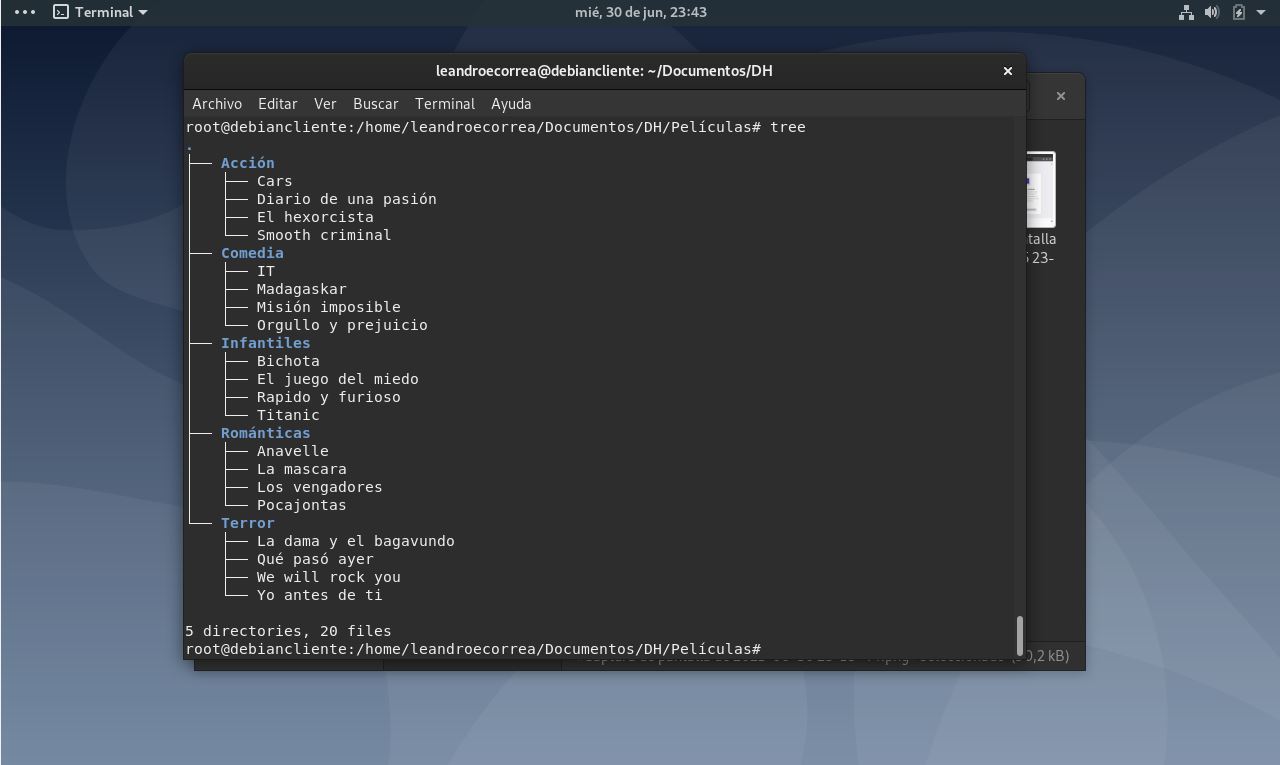 Terminal
mié, 30 de jun, 23:43
leandroecorrea@debiancliente: ~/Documentos/DH
Archivo Editar Ver Buscar Terminal Ayuda
root@debiancliente:/home/leandroecorrea/Documentos/DH/Películas# tree
.
├── Acción
│   ├── Cars
│   ├── Diario de una pasión
│   ├── El hexorcista
│   └── Smooth criminal
├── Comedia
│   ├── IT
│   ├── Madagaskar
│   ├── Misión imposible
│   └── Orgullo y prejuicio
├── Infantiles
│   ├── Bichota
│   ├── El juego del miedo
│   ├── Rapido y furioso
│   └── Titanic
├── Románticas
│   ├── Anavelle
│   ├── La mascara
│   ├── Los vengadores
│   └── Pocajontas
└── Terror
    ├── La dama y el bagavundo
    ├── Qué pasó ayer
    ├── We will rock you
    └── Yo antes de ti
5 directories, 20 files
root@debiancliente:/home/leandroecorrea/Documentos/DH/Películas#
talla
23-
0,2 kB)